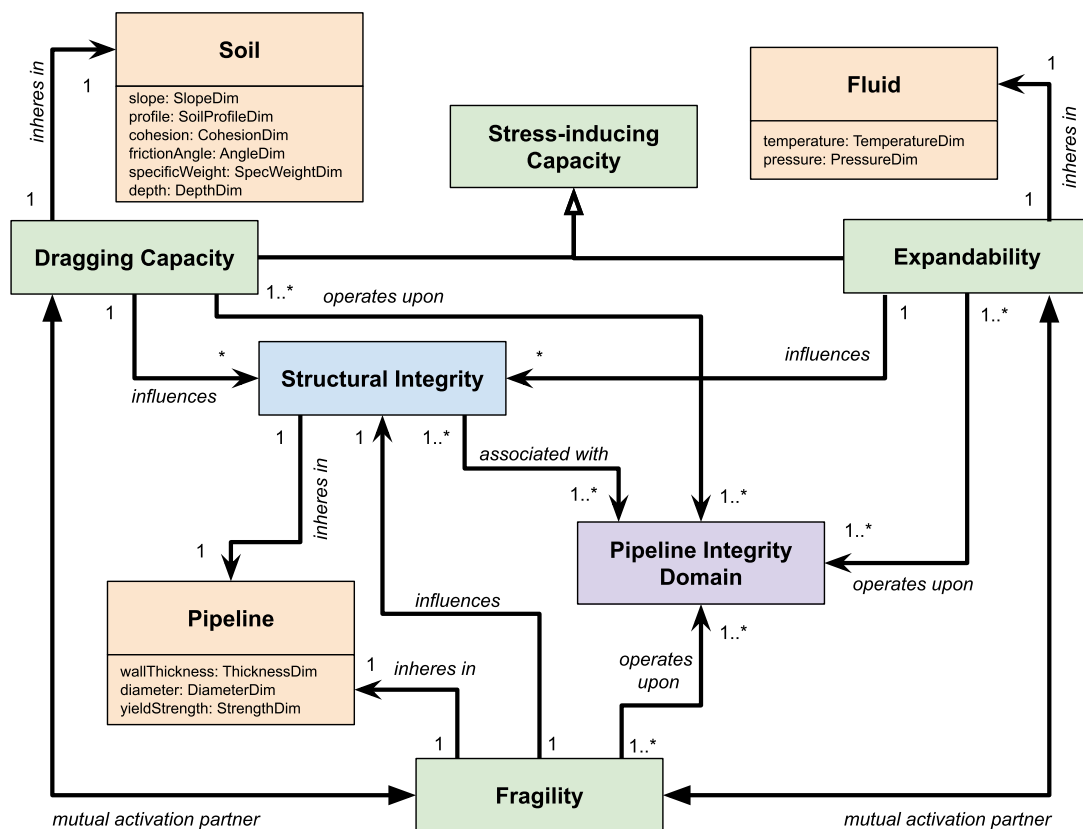 Soil
slope: SlopeDim
profile: SoilProfileDim
cohesion: CohesionDim
frictionAngle: AngleDim
specificWeight: SpecWeightDim
depth: DepthDim
inheres in
1
1
Stress-inducing
Capacity
Fluid
temperature: TemperatureDim
pressure: PressureDim
1
inheres in
1
Dragging Capacity
Expandability
1
1..*
operates upon
1
1..*
*
influences
*
influences
Structural Integrity
1
1
1..*
associated with
1..*
1..*
inheres in
1
1..*
operates upon
Pipeline Integrity
Domain
Pipeline
wallThickness: ThicknessDim
diameter: DiameterDim
yieldStrength: StrengthDim
influences
1..*
operates
upon
1
inheres in
1
1
1..*
Fragility
mutual activation partner
mutual activation partner